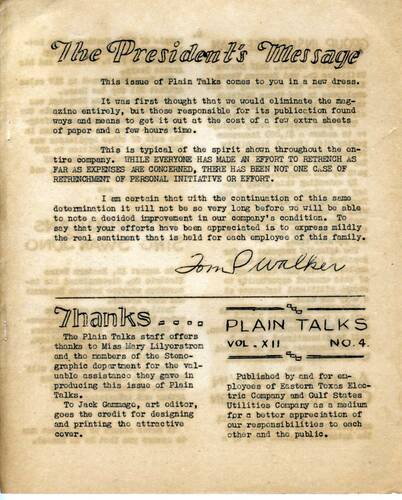 The President's Message
This issue of Plain Talks comes to you in a new dress.
It was first thought that we would eliminate the mag-
azine entirely, but those responsible for its publication found
ways and means to get it out at the cost of a few extra sheets
of paper and a few hours time.
This is typical of the spirit shown throughout the en-
tire company. WHILE EVERYONE HAS MADE AN EFFORT TO RETRENCH AS
FAR AS EXPENSES ARE CONCERNED, THERE HAS BEEN NOT ONE CASE OF
RETRENCHMENT OF PERSONAL INITIATIVE OR EFFORT.
I am certain that with the continuation of this same
determination it will not be so very long before we will be able
to note a decided improvement in our company's condition. To
say that your efforts have been appreciated is to express mildly
the real sentiment that is held for each employee of this family.
Tom P Walker
Thanks....
The Plain Talks staff offers
thanks to Miss Mary Lilyerstrom
and the members of the Steno-
graphic department for the val-
uable assistance they gave in
producing this issue of Plain
Talks.
To Jack Gammage, art editor,
goes the credit for designing
and printing the attractive
cover.
PLAIN TALKS
VOL. XII NO. 4.
Published by and for em-
ployees of Eastern Texas Elec-
tric Company and Gulf States
Utilities Company as a medium
for a better appreciation of
our responsibilities to each
other and the public.